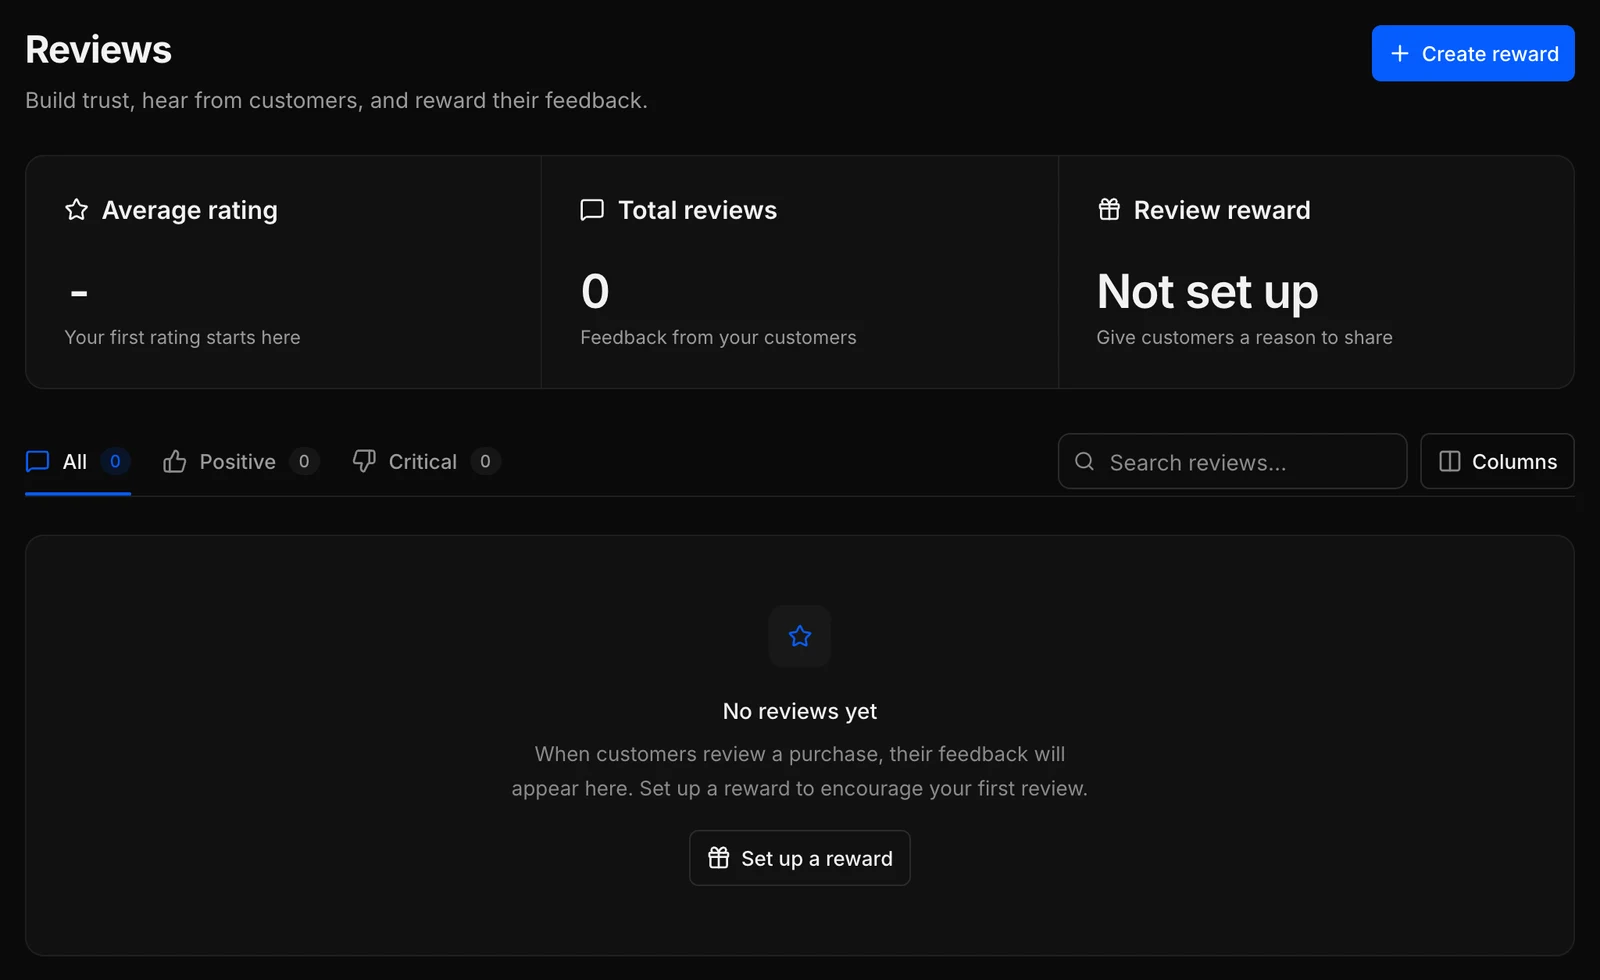 Reviews
Create reward
Build trust, hear from customers, and reward their feedback.
Average rating
-
Your first rating starts here
Total reviews
0
Feedback from your customers
Review reward
Not set up
Give customers a reason to share
All 0
Positive 0
Critical 0
Search reviews...
Columns
No reviews yet
When customers review a purchase, their feedback will
appear here. Set up a reward to encourage your first review.
Set up a reward